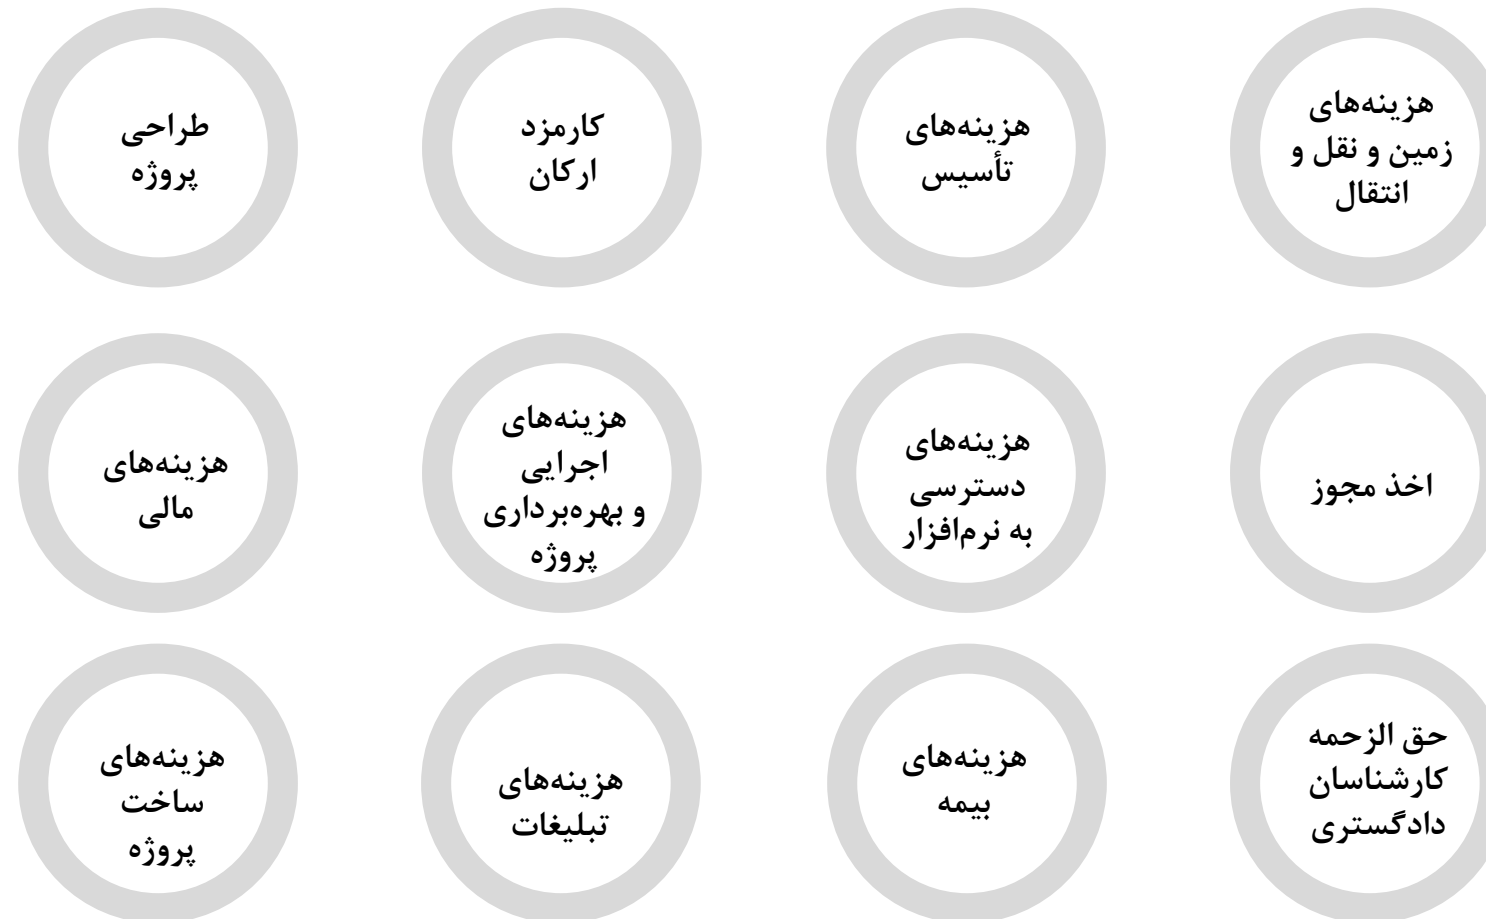 هزینه‌های
زمین و نقل و
انتقال
هزینه‌های
تأسیس
کارمزد
ارکان
طراحی
پروژه
اخذ مجوز
هزینه‌های
دسترسی
به نرم‌افزار
هزینه‌های
اجرایی
و بهره‌برداری
پروژه
هزینه‌های
مالی
حق الزحمه
کارشناسان
دادگستری
هزینه‌های
بیمه
هزینه‌های
تبلیغات
هزینه‌های
ساخت
پروژه